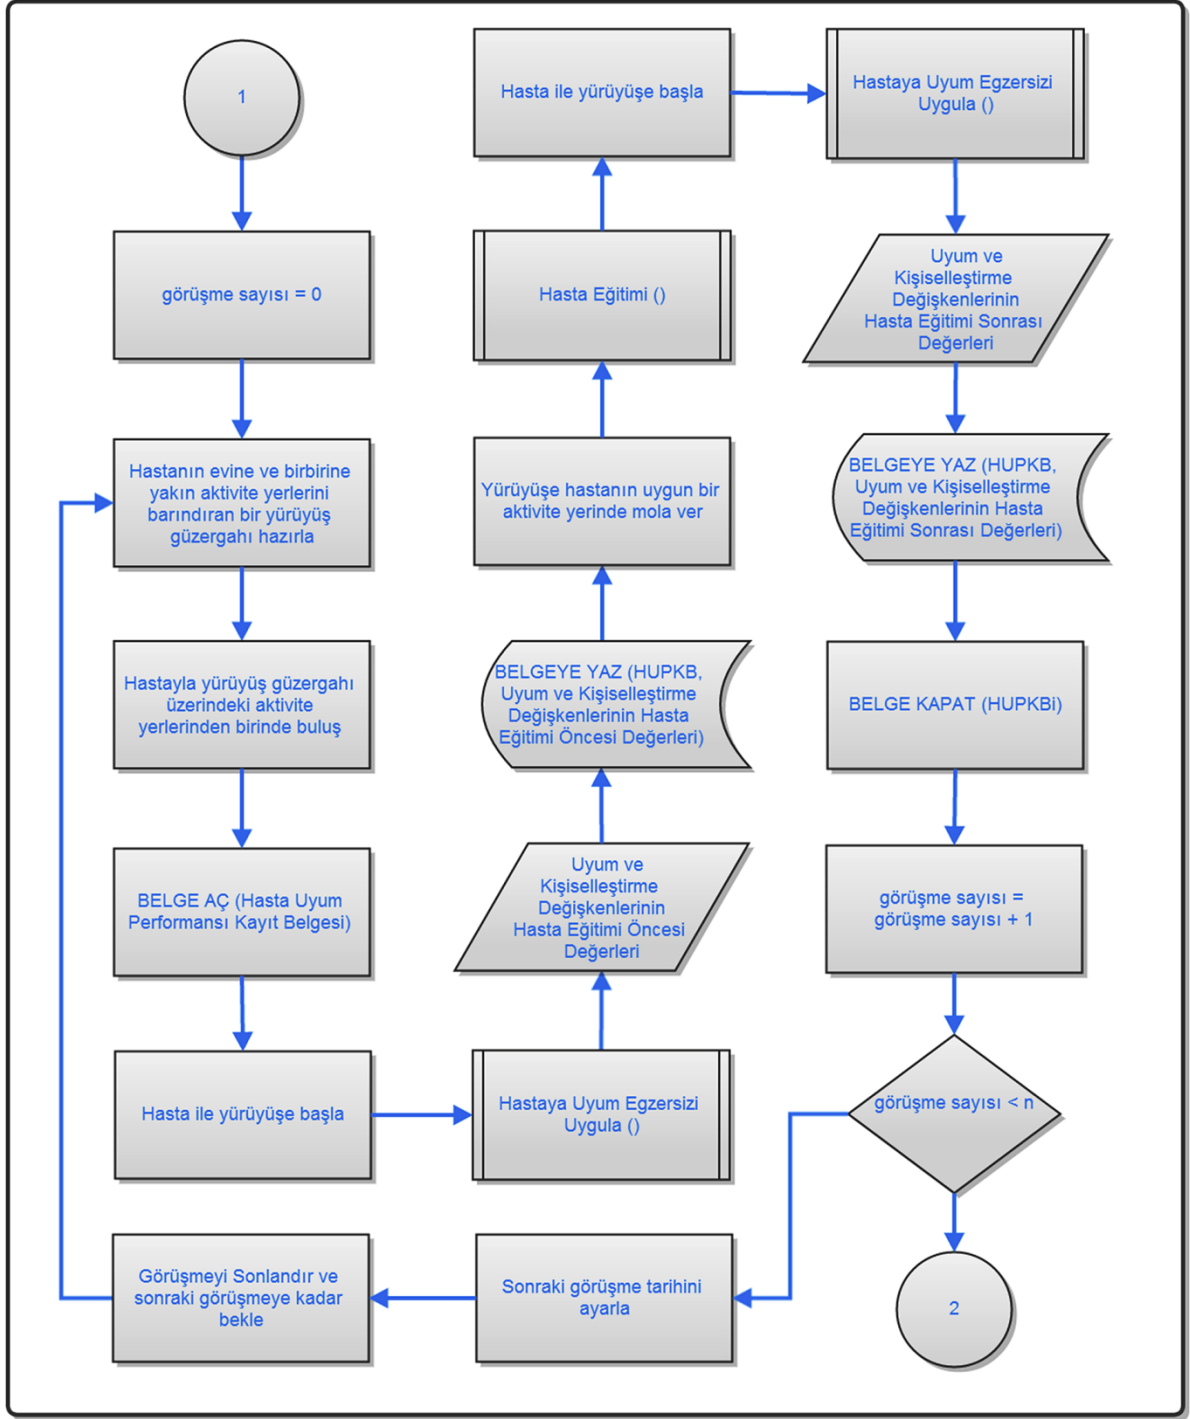 1
görüşme sayısı = 0
Hastanın evine ve birbirine
yakın aktivite yerlerini
barındıran bir yürüyüş
güzergahı hazırla
Hastayla yürüyüş güzergahı
üzerindeki aktivite
yerlerinden birinde buluş
BELGE AÇ (Hasta Uyum
Performansı Kayıt Belgesi)
Hasta ile yürüyüşe başla
Hastaya Uyum Egzersizi
Uygula ()
Uyum ve
Kişiselleştirme
Değişkenlerinin
Hasta Eğitimi Öncesi
Değerleri
BELGEYE YAZ (HUPKB,
Uyum ve Kişiselleştirme
Değişkenlerinin Hasta
Eğitimi Öncesi Değerleri)
Yürüyüşe hastanın uygun bir
aktivite yerinde mola ver
Hasta Eğitimi ()
Hasta ile yürüyüşe başla
Hastaya Uyum Egzersizi
Uygula ()
Uyum ve
Kişiselleştirme
Değişkenlerinin
Hasta Eğitimi Sonrası
Değerleri
BELGEYE YAZ (HUPKB,
Uyum ve Kişiselleştirme
Değişkenlerinin Hasta
Eğitimi Sonrası Değerleri)
BELGE KAPAT (HUPKBi)
görüşme sayısı =
görüşme sayısı + 1
görüşme sayısı < n
2
Sonraki görüşme tarihini
ayarla
Görüşmeyi Sonlandır ve
sonraki görüşmeye kadar
bekle